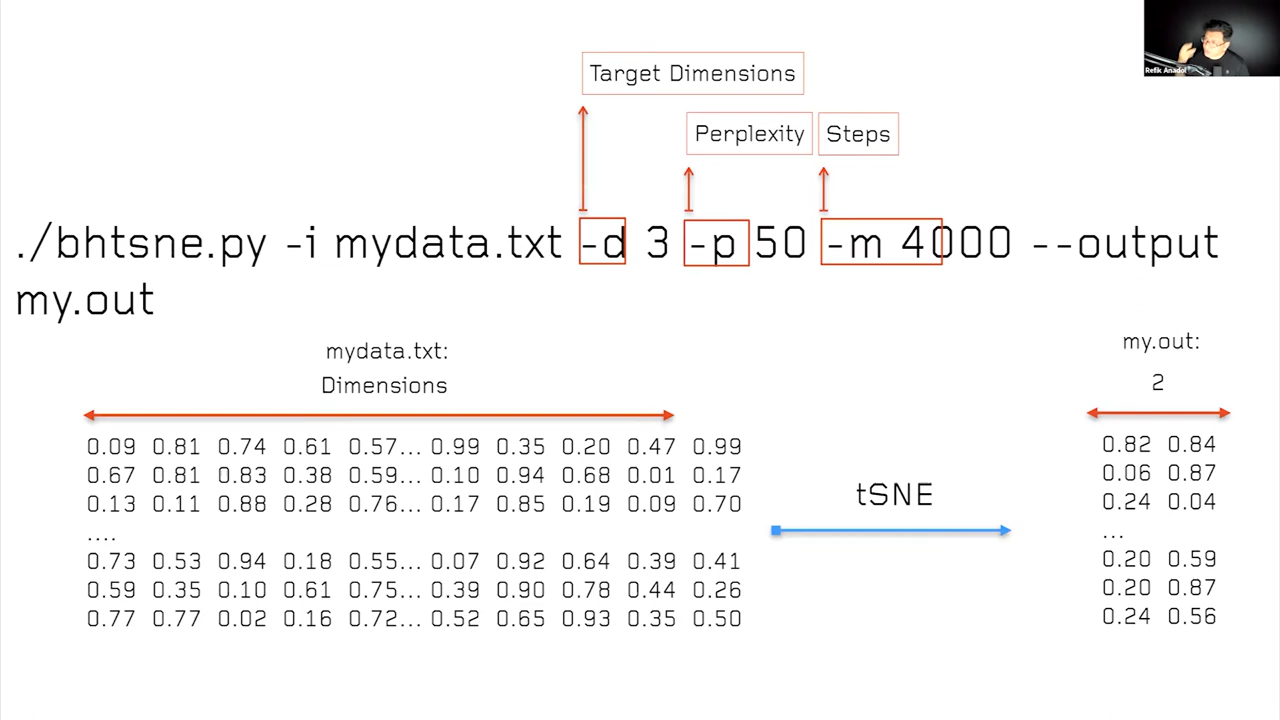 Refik Anadol
Target Dimensions
Perplexity Steps
./bhtsne.py -i mydata.txt -d 3 -p 50 -m 4000 --output
my.out
mydata.txt:
Dimensions
0.09 0.81 0.74 0.61 0.57... 0.99 0.35 0.20 0.47 0.99
0.67 0.81 0.83 0.38 0.59... 0.10 0.94 0.68 0.01 0.17
0.13 0.11 0.88 0.28 0.76... 0.17 0.85 0.19 0.09 0.70
....
0.73 0.53 0.94 0.18 0.55... 0.07 0.92 0.64 0.39 0.41
0.59 0.35 0.10 0.61 0.75... 0.39 0.90 0.78 0.44 0.26
0.77 0.77 0.02 0.16 0.72... 0.52 0.65 0.93 0.35 0.50
tSNE
my.out:
2
0.82 0.84
0.06 0.87
0.24 0.04
...
0.20 0.59
0.20 0.87
0.24 0.56